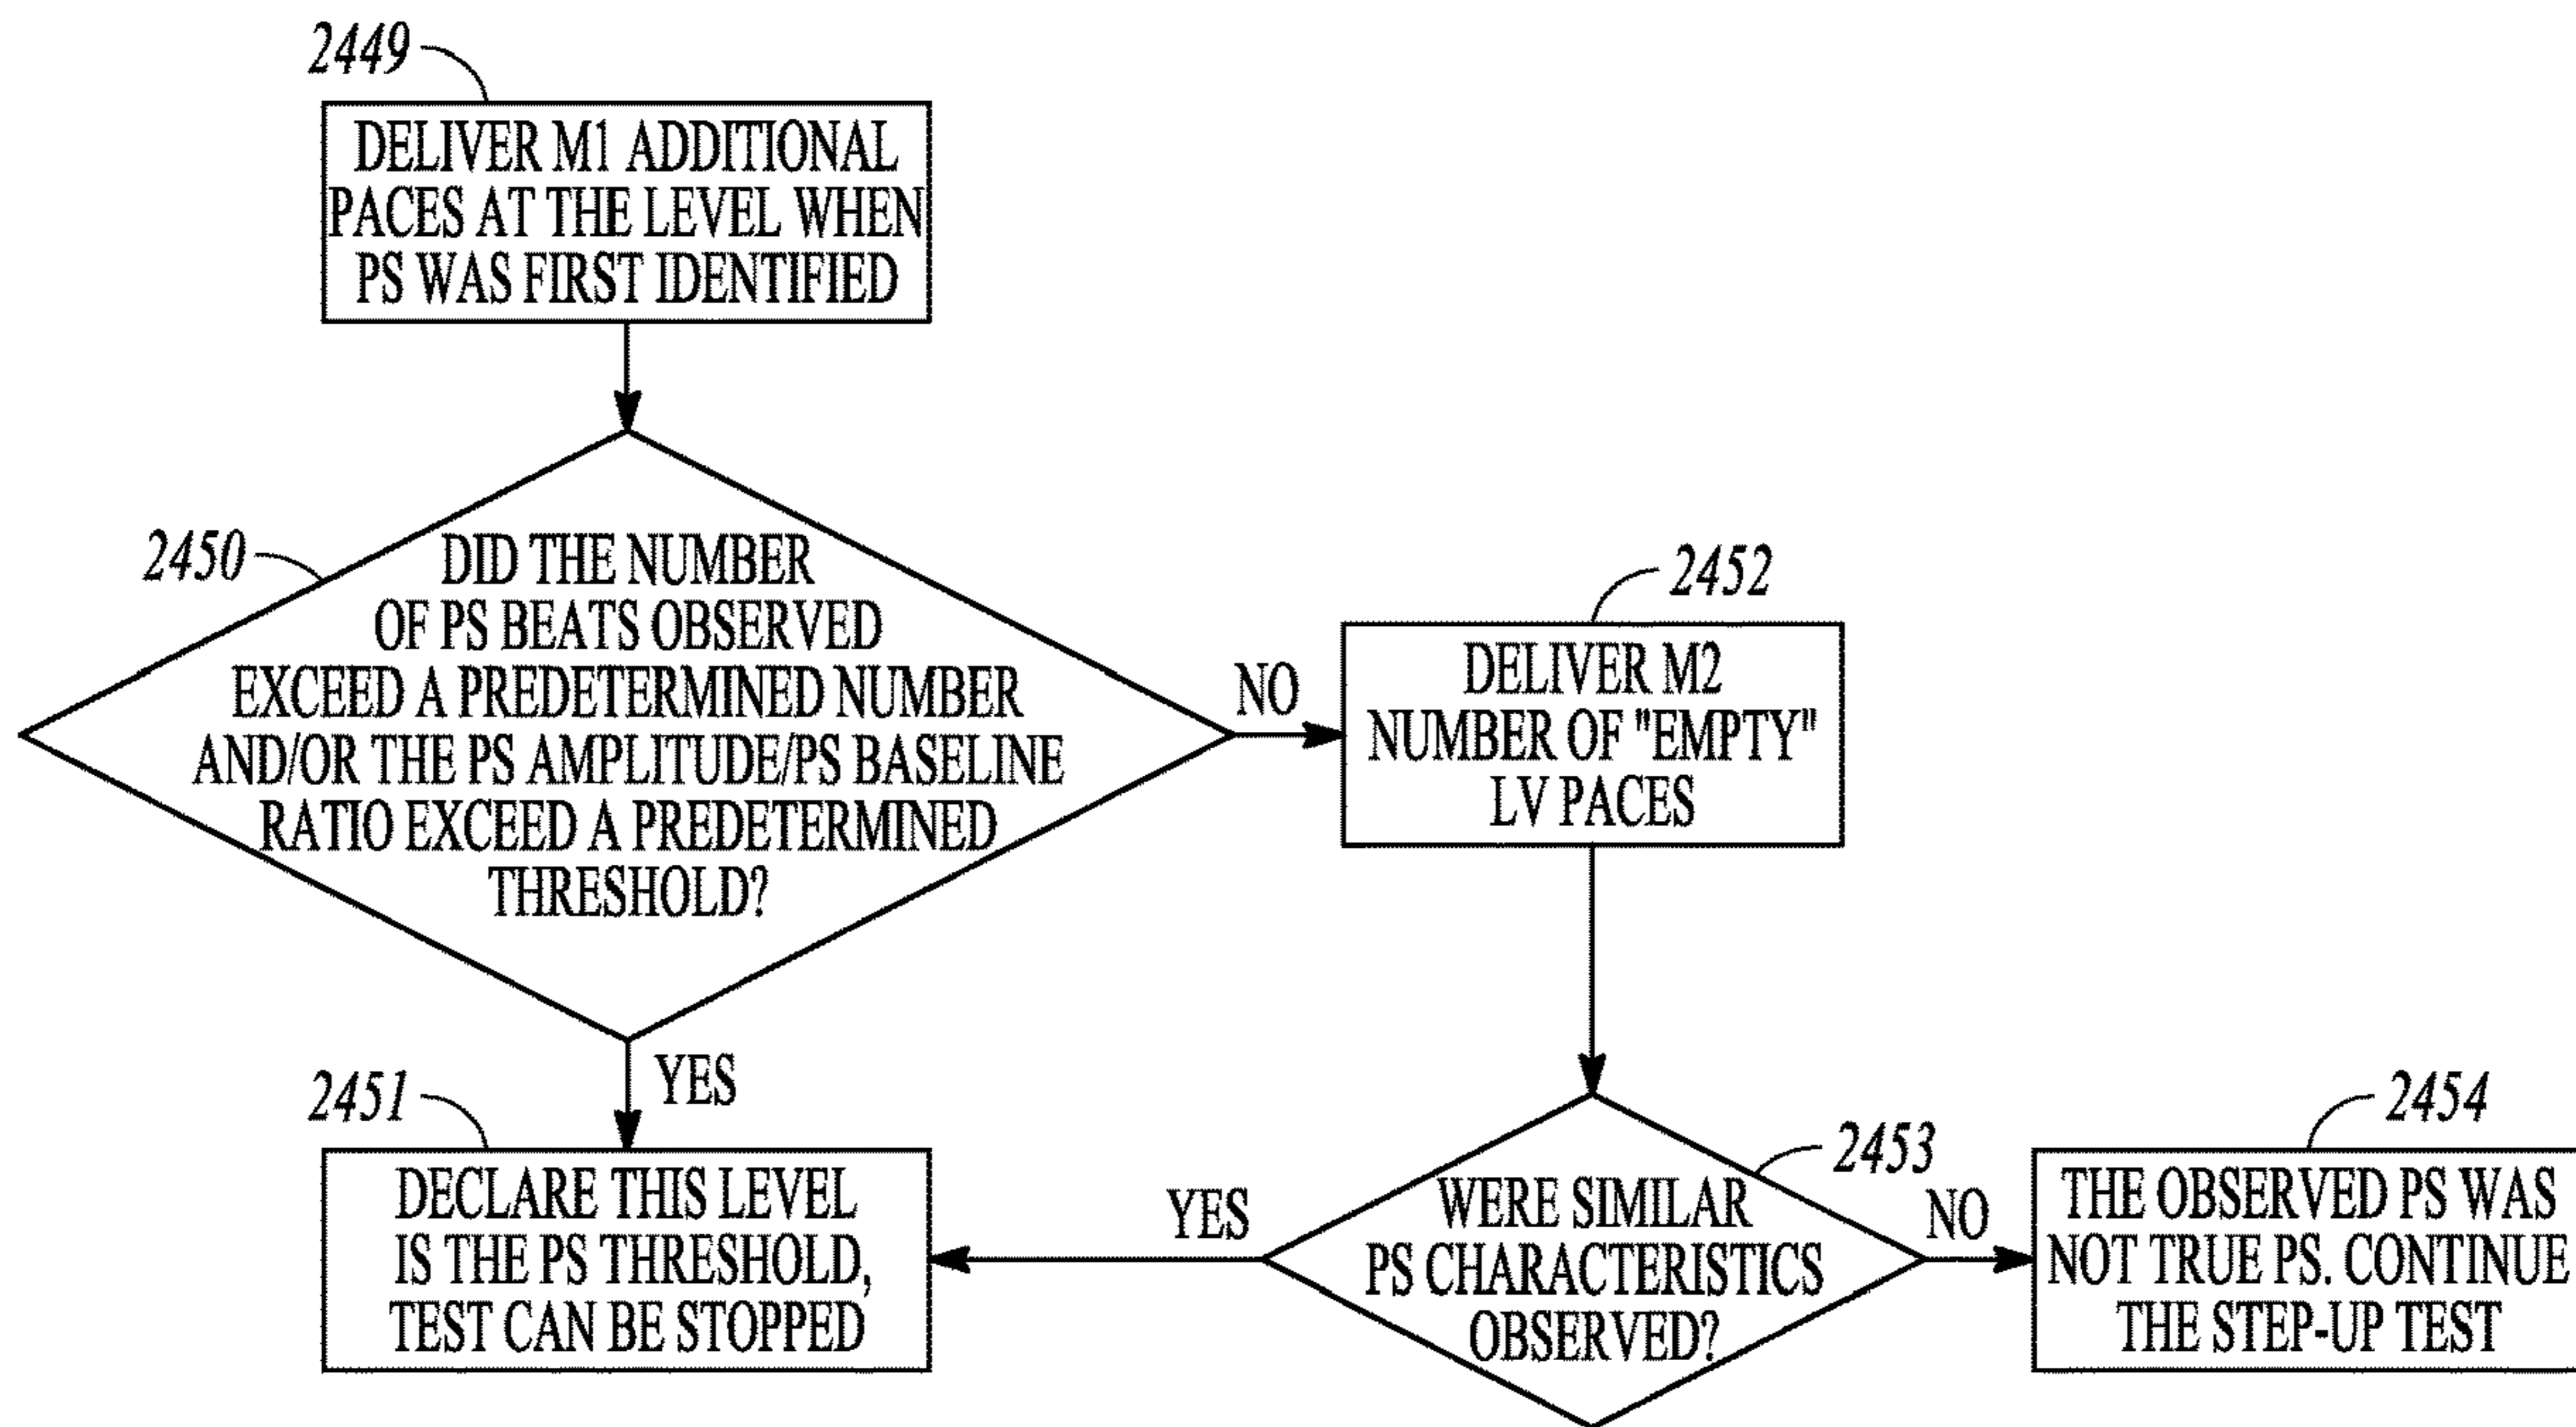 2449
DELIVER M1 ADDITIONAL
PACES AT THE LEVEL WHEN
PS WAS FIRST IDENTIFIED
2450
DID THE NUMBER
OF PS BEATS OBSERVED
EXCEED A PREDETERMINED NUMBER
AND/OR THE PS AMPLITUDE/PS BASELINE
RATIO EXCEED A PREDETERMINED
THRESHOLD?
NO
2452
DELIVER M2
NUMBER OF "EMPTY"
LV PACES
YES
2451
DECLARE THIS LEVEL
IS THE PS THRESHOLD,
TEST CAN BE STOPPED
YES
2453
WERE SIMILAR
PS CHARACTERISTICS
OBSERVED?
NO
2454
THE OBSERVED PS WAS
NOT TRUE PS. CONTINUE
THE STEP-UP TEST